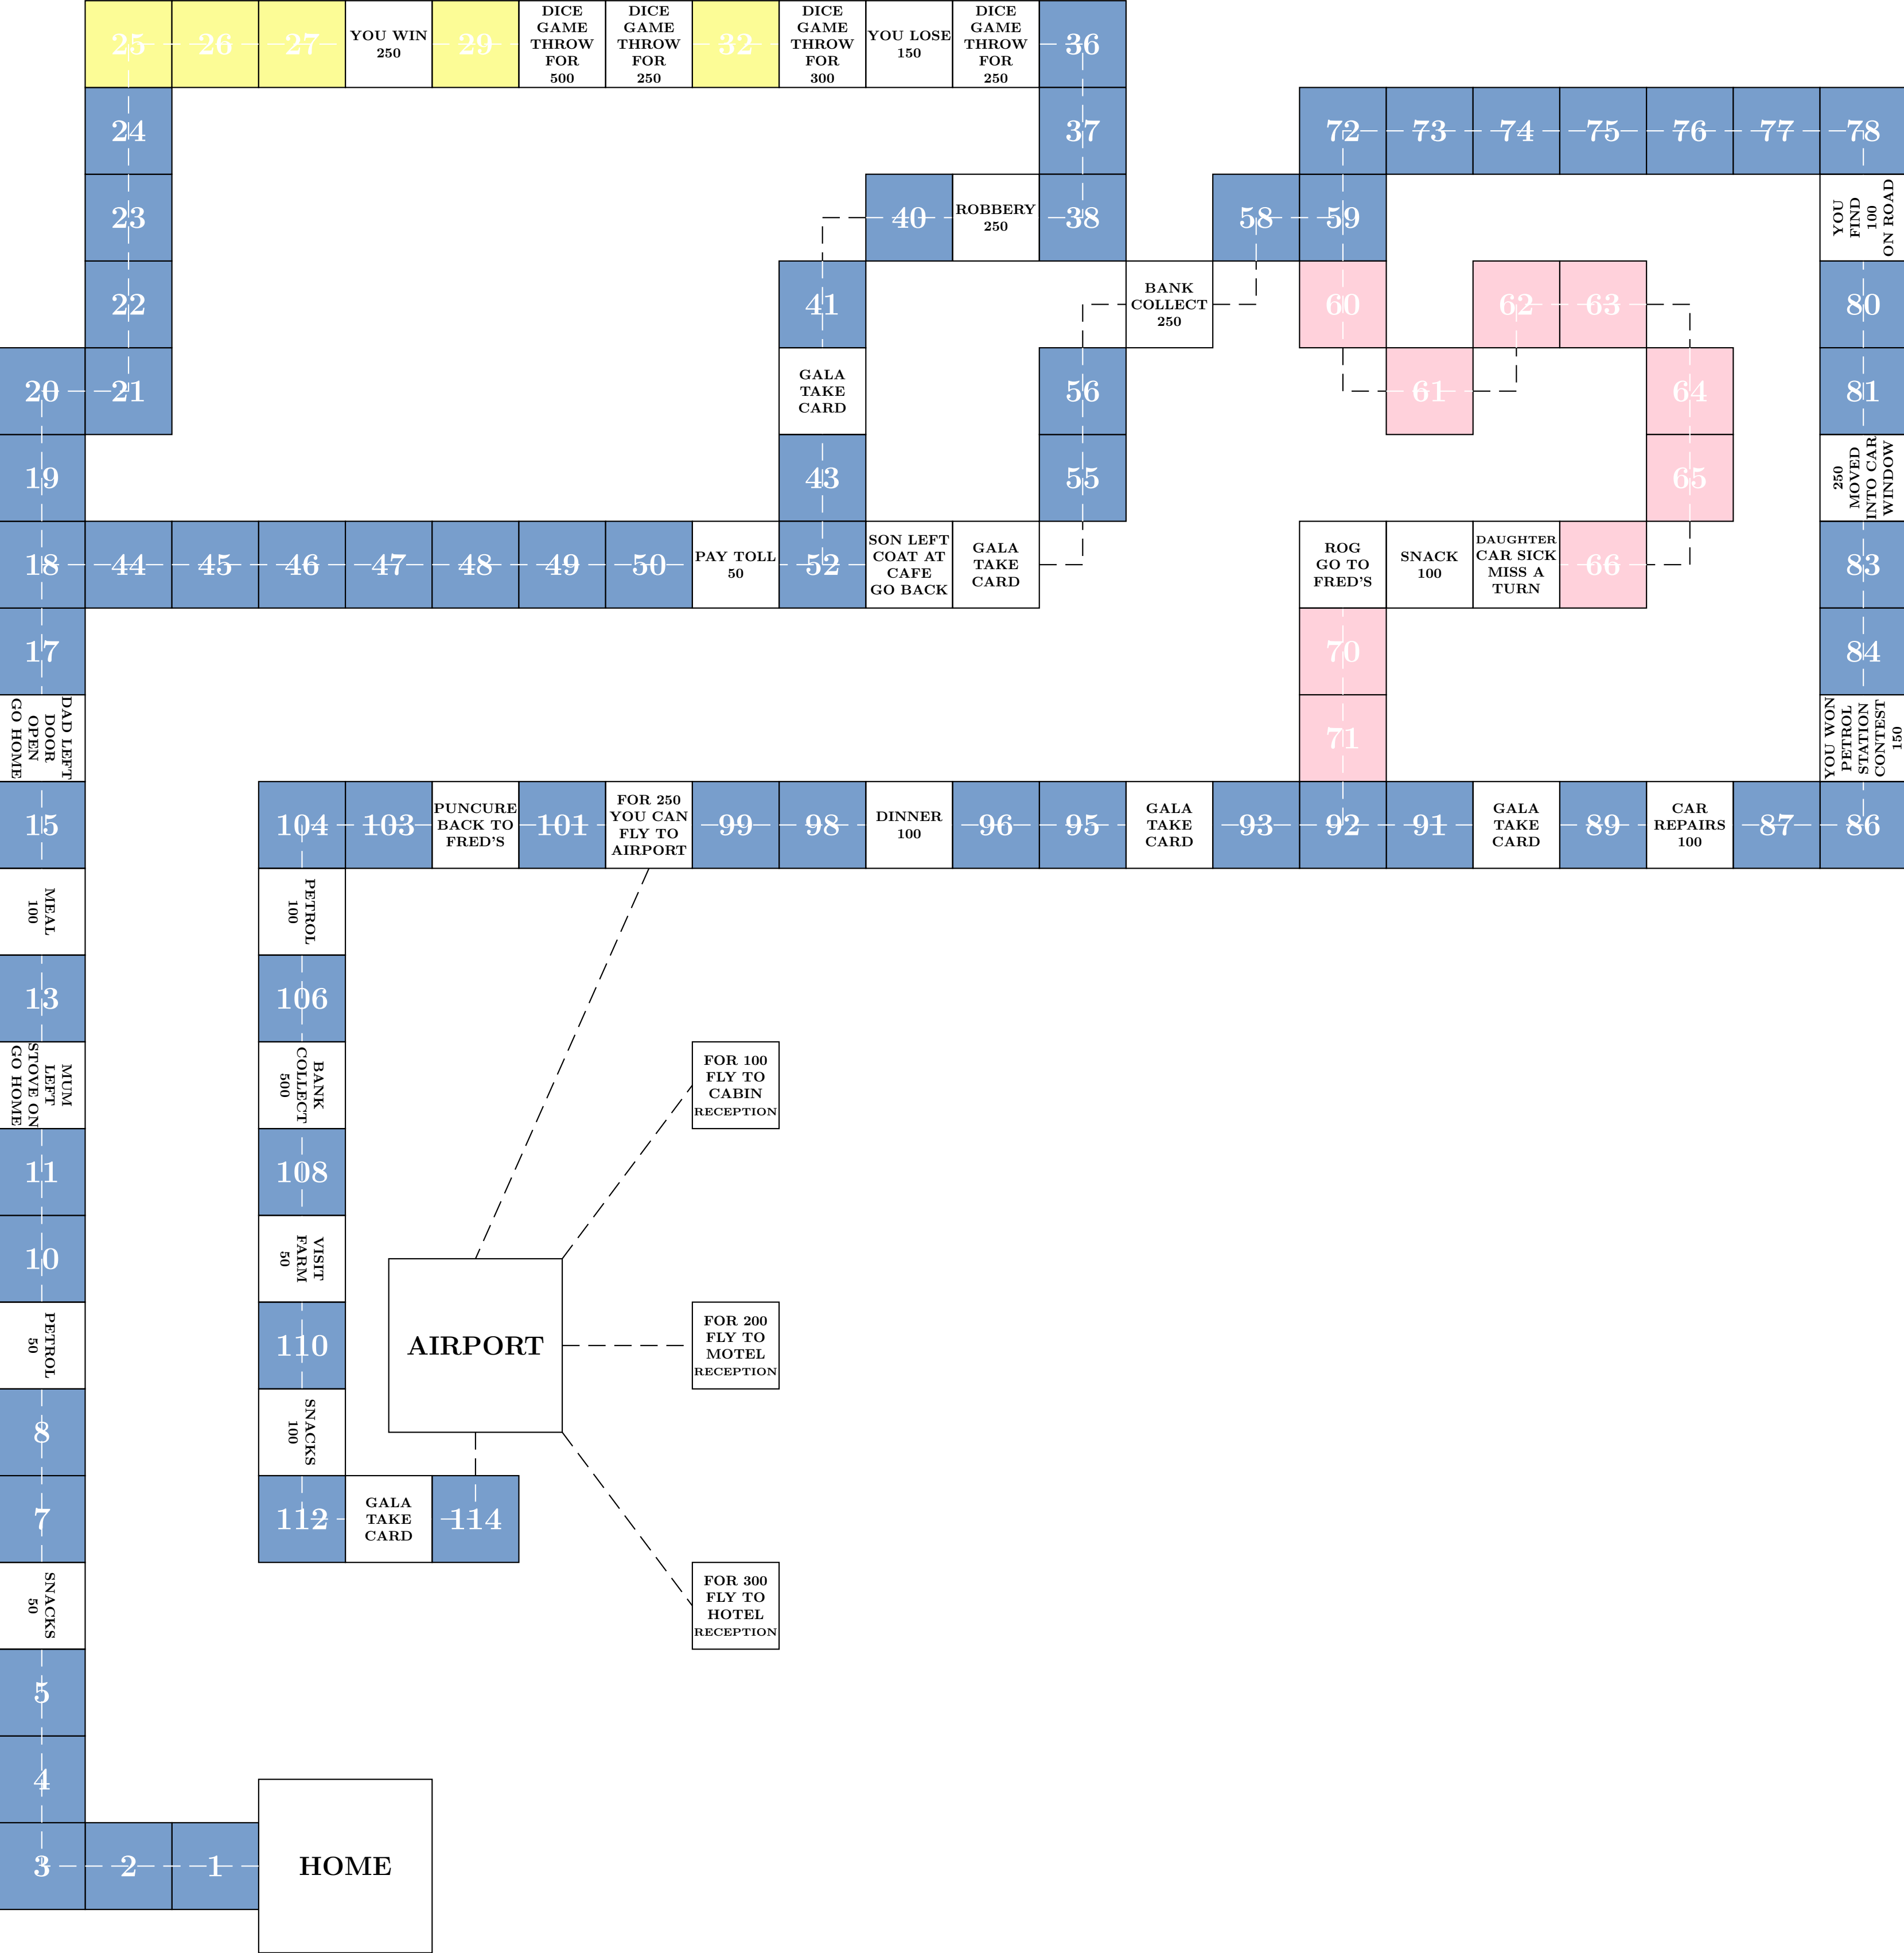 25
26
27
YOU WIN
250
29
DICE
GAME
THROW
FOR
500
DICE
GAME
THROW
FOR
250
32
DICE
GAME
THROW
FOR
300
YOU LOSE
150
DICE
GAME
THROW
FOR
250
36
24
37
72
73
74
75
76
77
78
23
40
ROBBERY
250
38
58
59
YOU
FIND
100
ON ROAD
22
41
BANK
COLLECT
250
60
62
63
80
20
21
GALA
TAKE
CARD
56
61
64
81
19
43
55
65
250
MOVED
INTO CAR
WINDOW
18
44
45
46
47
48
49
50
PAY TOLL
50
52
SON LEFT
COAT AT
CAFE
GO BACK
GALA
TAKE
CARD
ROG
GO TO
FRED'S
SNACK
100
DAUGHTER
CAR SICK
MISS A
TURN
66
83
17
70
84
DAD LEFT
DOOR
OPEN
GO HOME
71
YOU WON
PETROL
STATION
CONTEST
150
15
104
103
PUNCURE
BACK TO
FRED'S
101
FOR 250
YOU CAN
FLY TO
AIRPORT
99
98
DINNER
100
96
95
GALA
TAKE
CARD
93
92
91
GALA
TAKE
CARD
89
CAR
REPAIRS
100
87
86
MEAL
100
PETROL
100
13
106
MUM
LEFT
STOVE ON
GO HOME
BANK
COLLECT
500
FOR 100
FLY TO
CABIN
RECEPTION
11
108
10
VISIT
FARM
50
PETROL
50
110
AIRPORT
FOR 200
FLY TO
MOTEL
RECEPTION
8
SNACKS
100
7
112
GALA
TAKE
CARD
114
SNACKS
50
FOR 300
FLY TO
HOTEL
RECEPTION
5
4
3
2
1
HOME